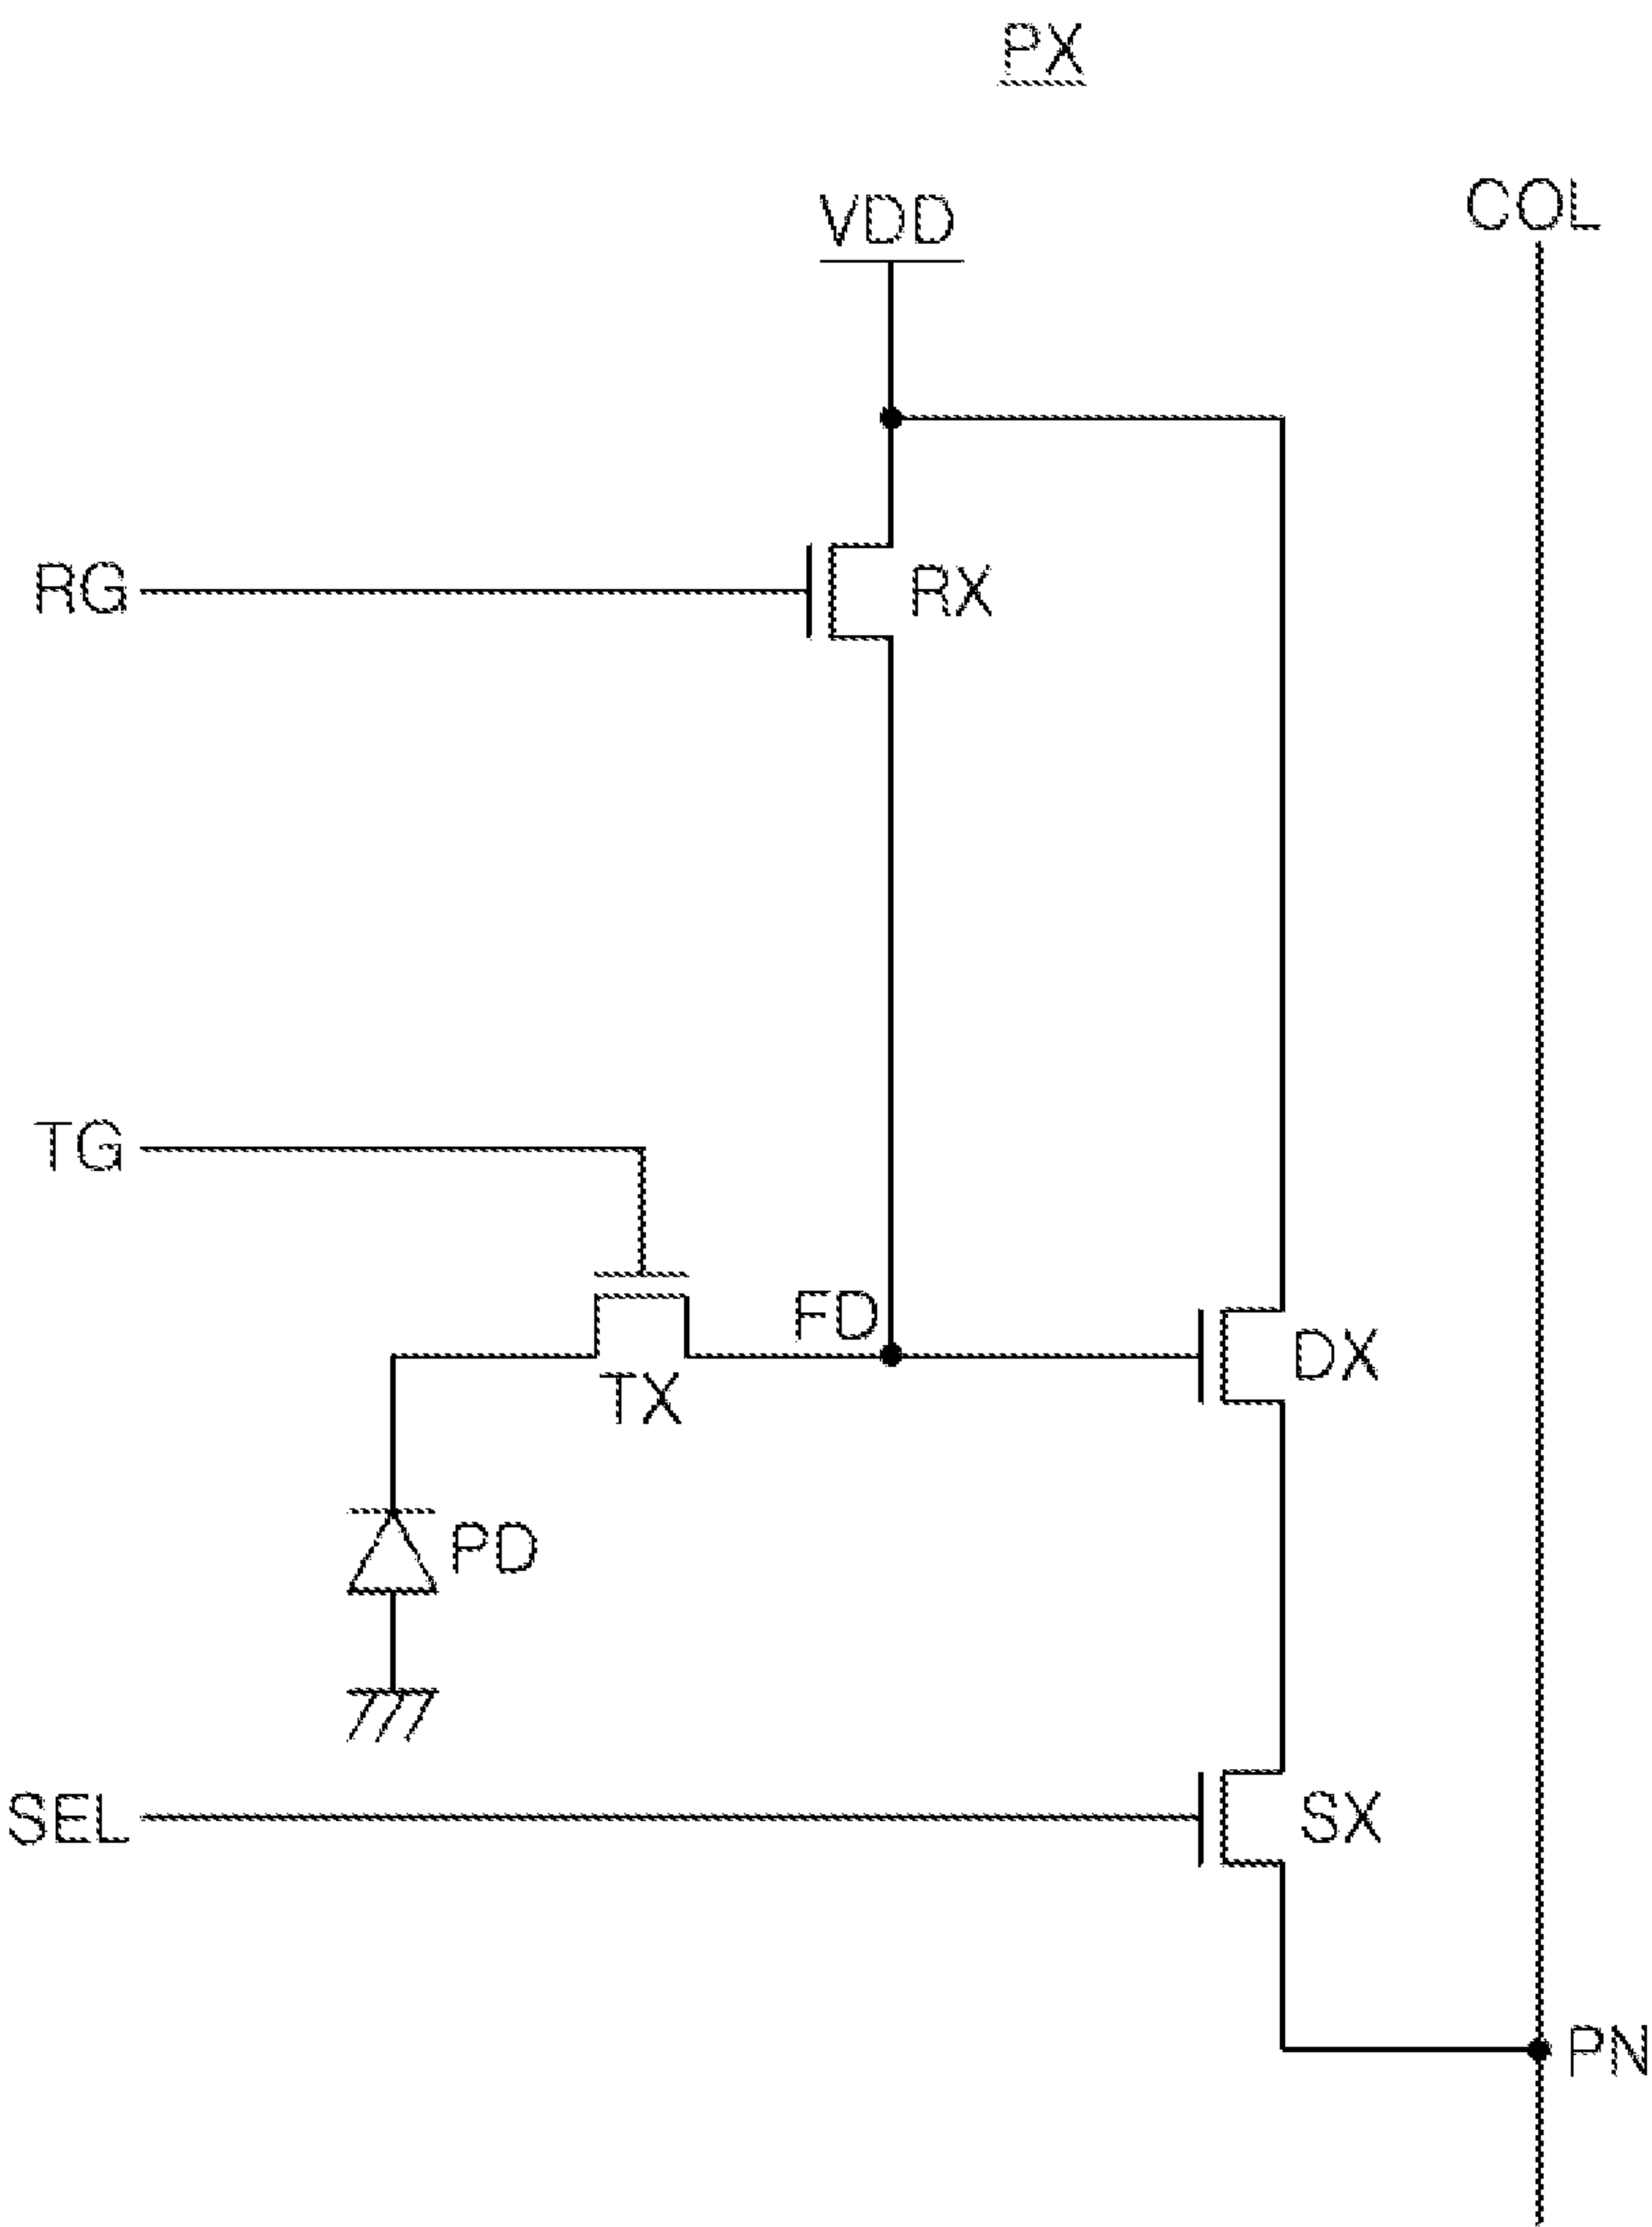 PX
VDD
COL
RG
RX
TG
FD
DX
TX
PD
SEL
SX
PN